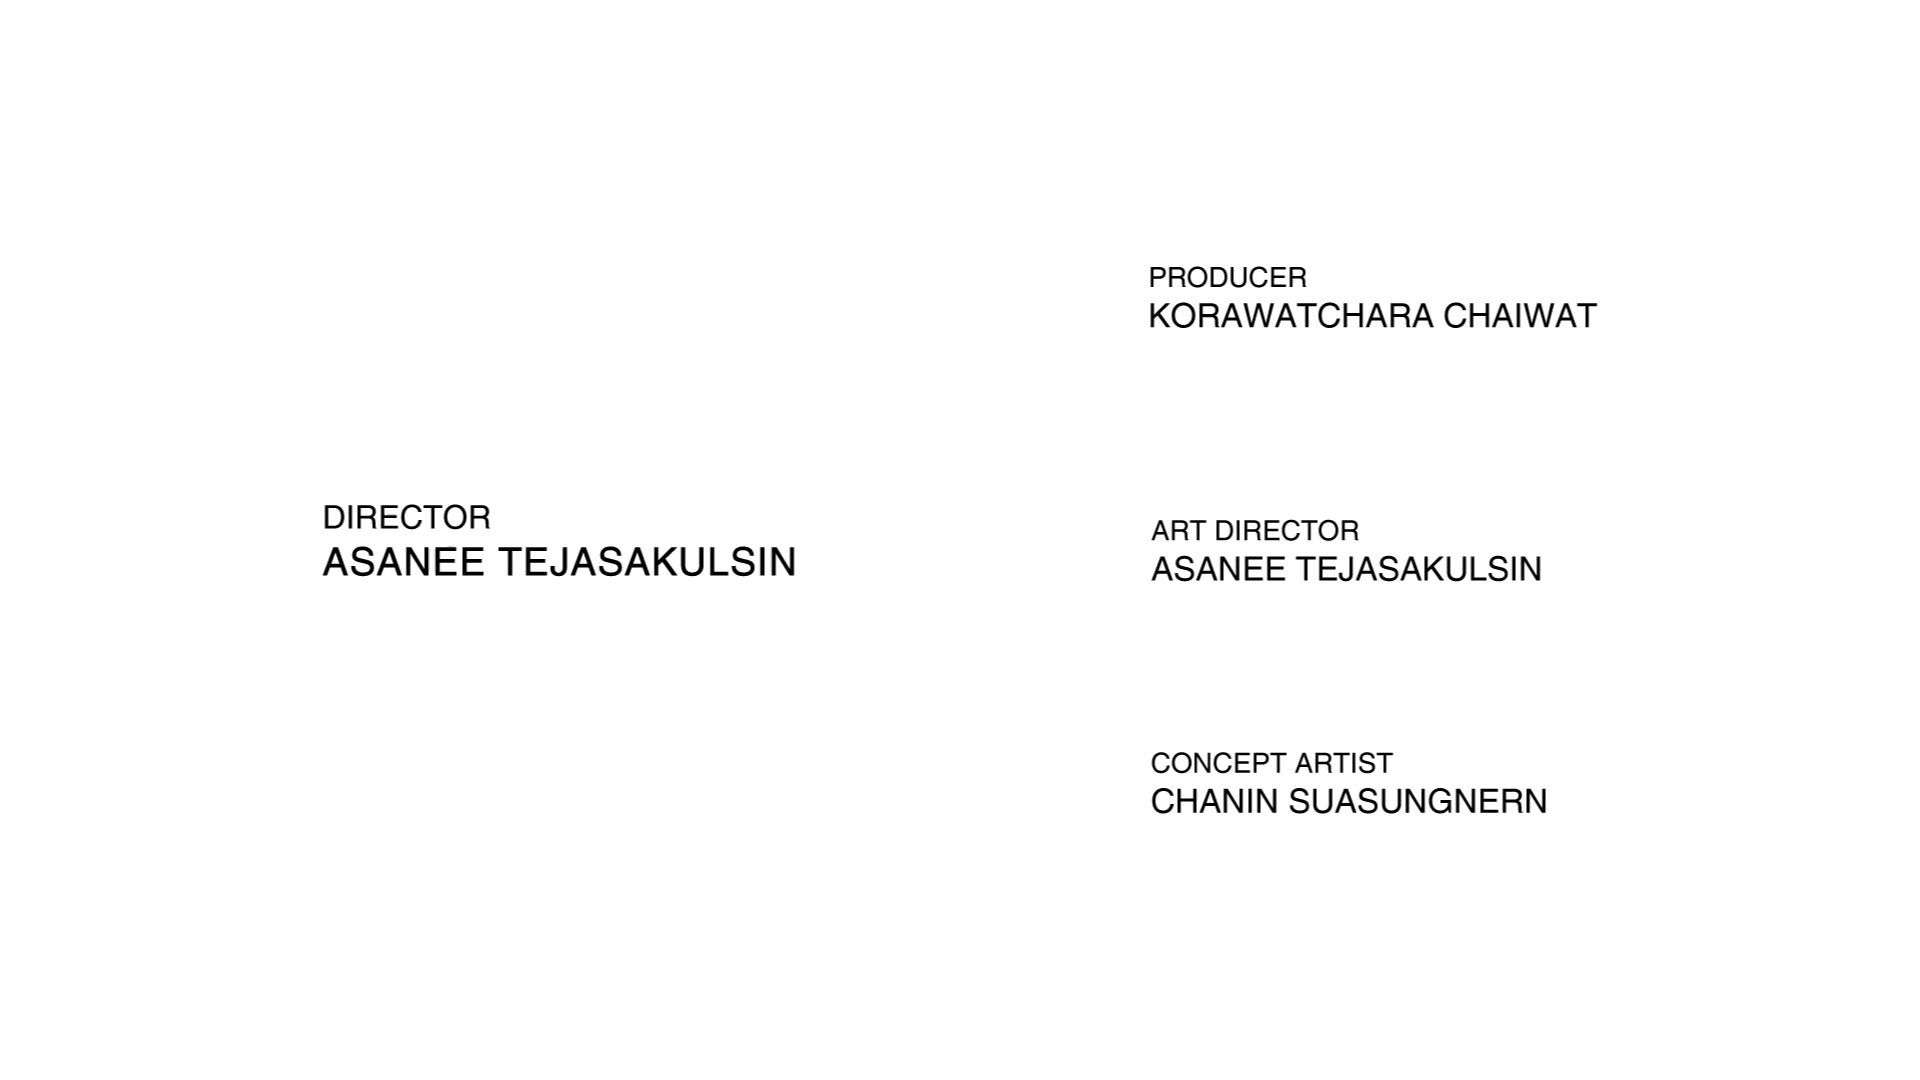 DIRECTOR
ASANEE TEJASAKULSIN
PRODUCER
KORAWATCHARA CHAIWAT
ART DIRECTOR
ASANEE TEJASAKULSIN
CONCEPT ARTIST
CHANIN SUASUNGNERN